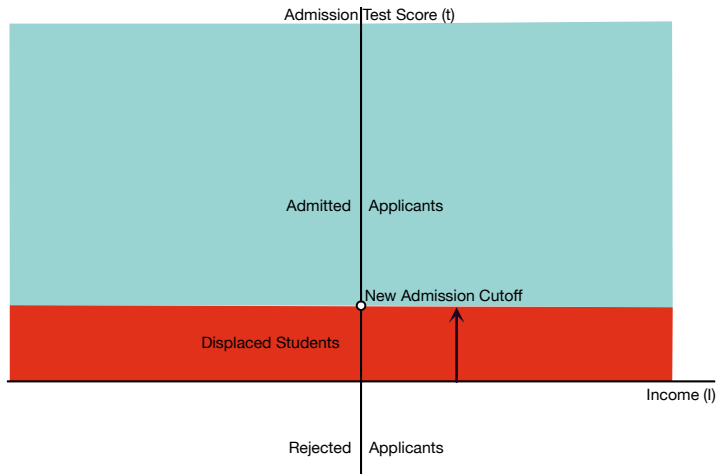 Admission Test Score (t)
Admitted Applicants
New Admission Cutoff
Displaced Students
Income (I)
Rejected Applicants